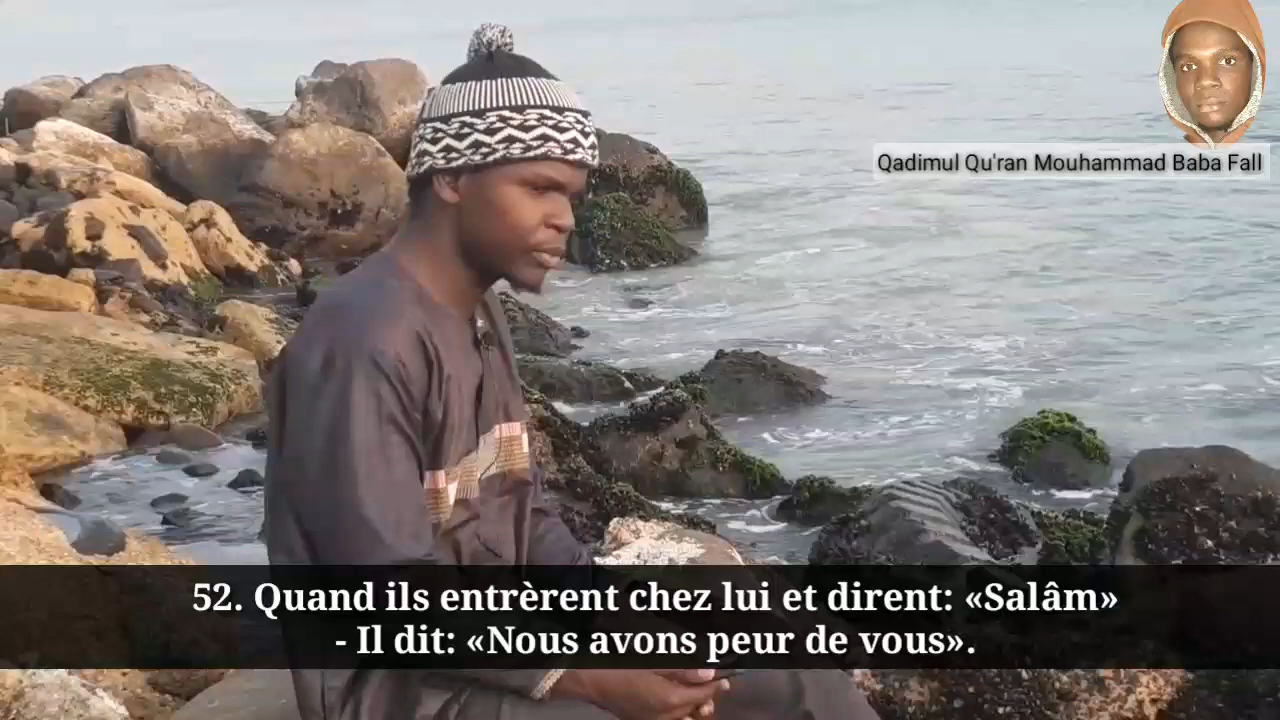 Qadimul Qu'ran Mouhammad Baba Fall
52. Quand ils entrèrent chez lui et dirent: «Salâm»
- Il dit: «Nous avons peur de vous».